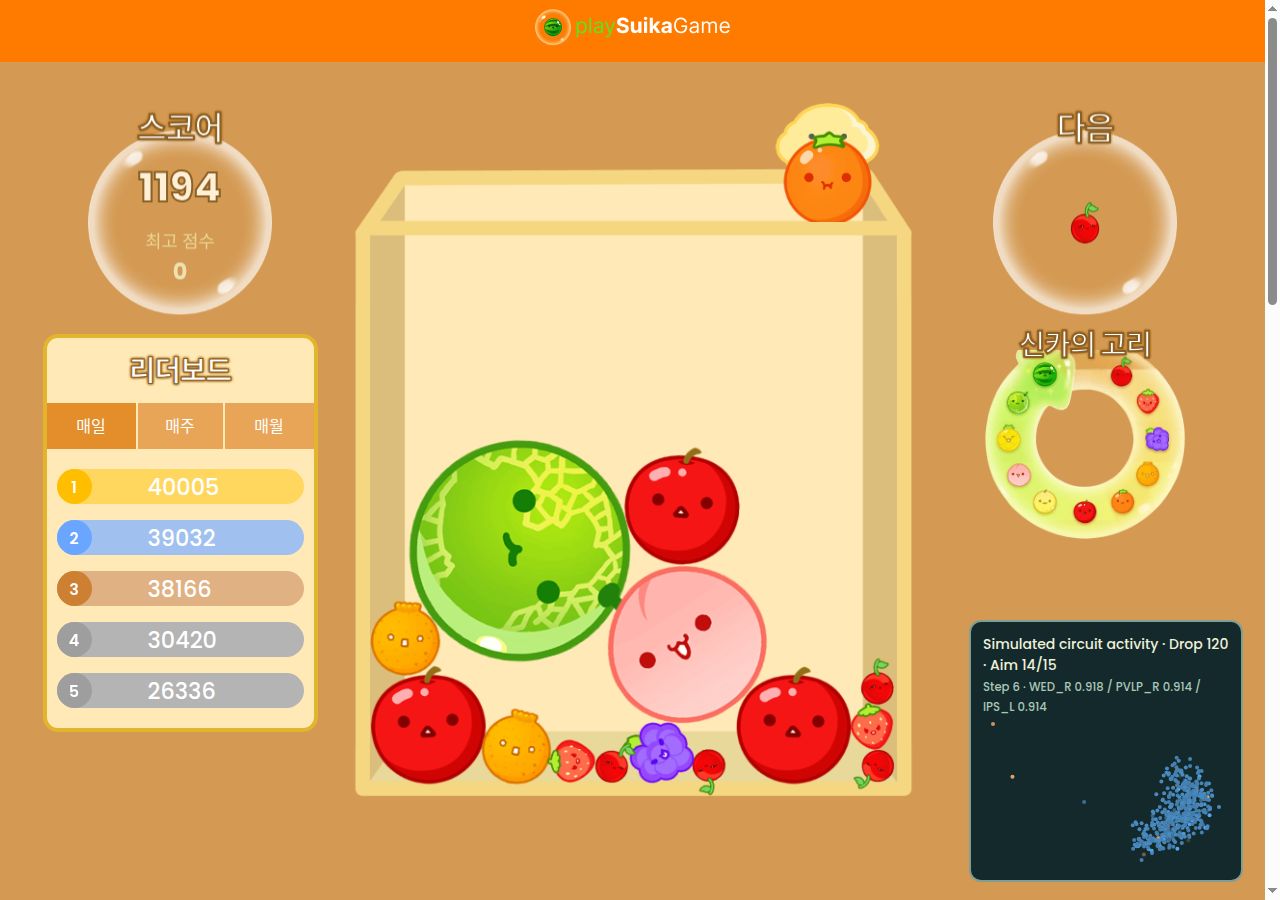 playSuikaGame
스코어
1194
최고 점수
0
다음
리더보드
매일
매주
매월
1 40005
2 39032
3 38166
4 30420
5 26336
신카의 고리
Simulated circuit activity · Drop 120
· Aim 14/15
Step 6 · WED_R 0.918 / PVLP_R 0.914 /
IPS_L 0.914